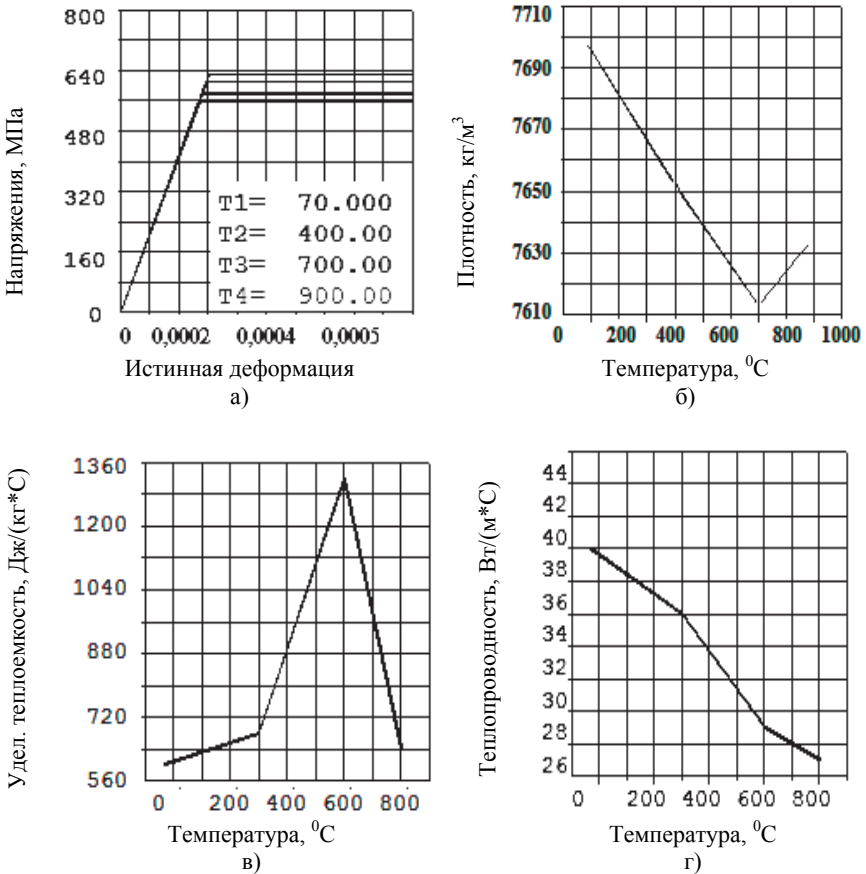 Напряжения, МПа
800
640
480
320
160
0
T1= 70.000
T2= 400.00
T3= 700.00
T4= 900.00
0 0,0002 0,0004 0,0005
Истинная деформация
а)
Плотность, кг/м³
7710
7690
7670
7650
7630
7610
0 200 400 600 800 1000
Температура, ⁰С
б)
Удел. теплоемкость, Дж/(кг*С)
1360
1200
1040
880
720
560
0 200 400 600 800
Температура, ⁰С
в)
Теплопроводность, Вт/(м*С)
44
42
40
38
36
34
32
30
28
26
0 200 400 600 800
Температура, ⁰С
г)